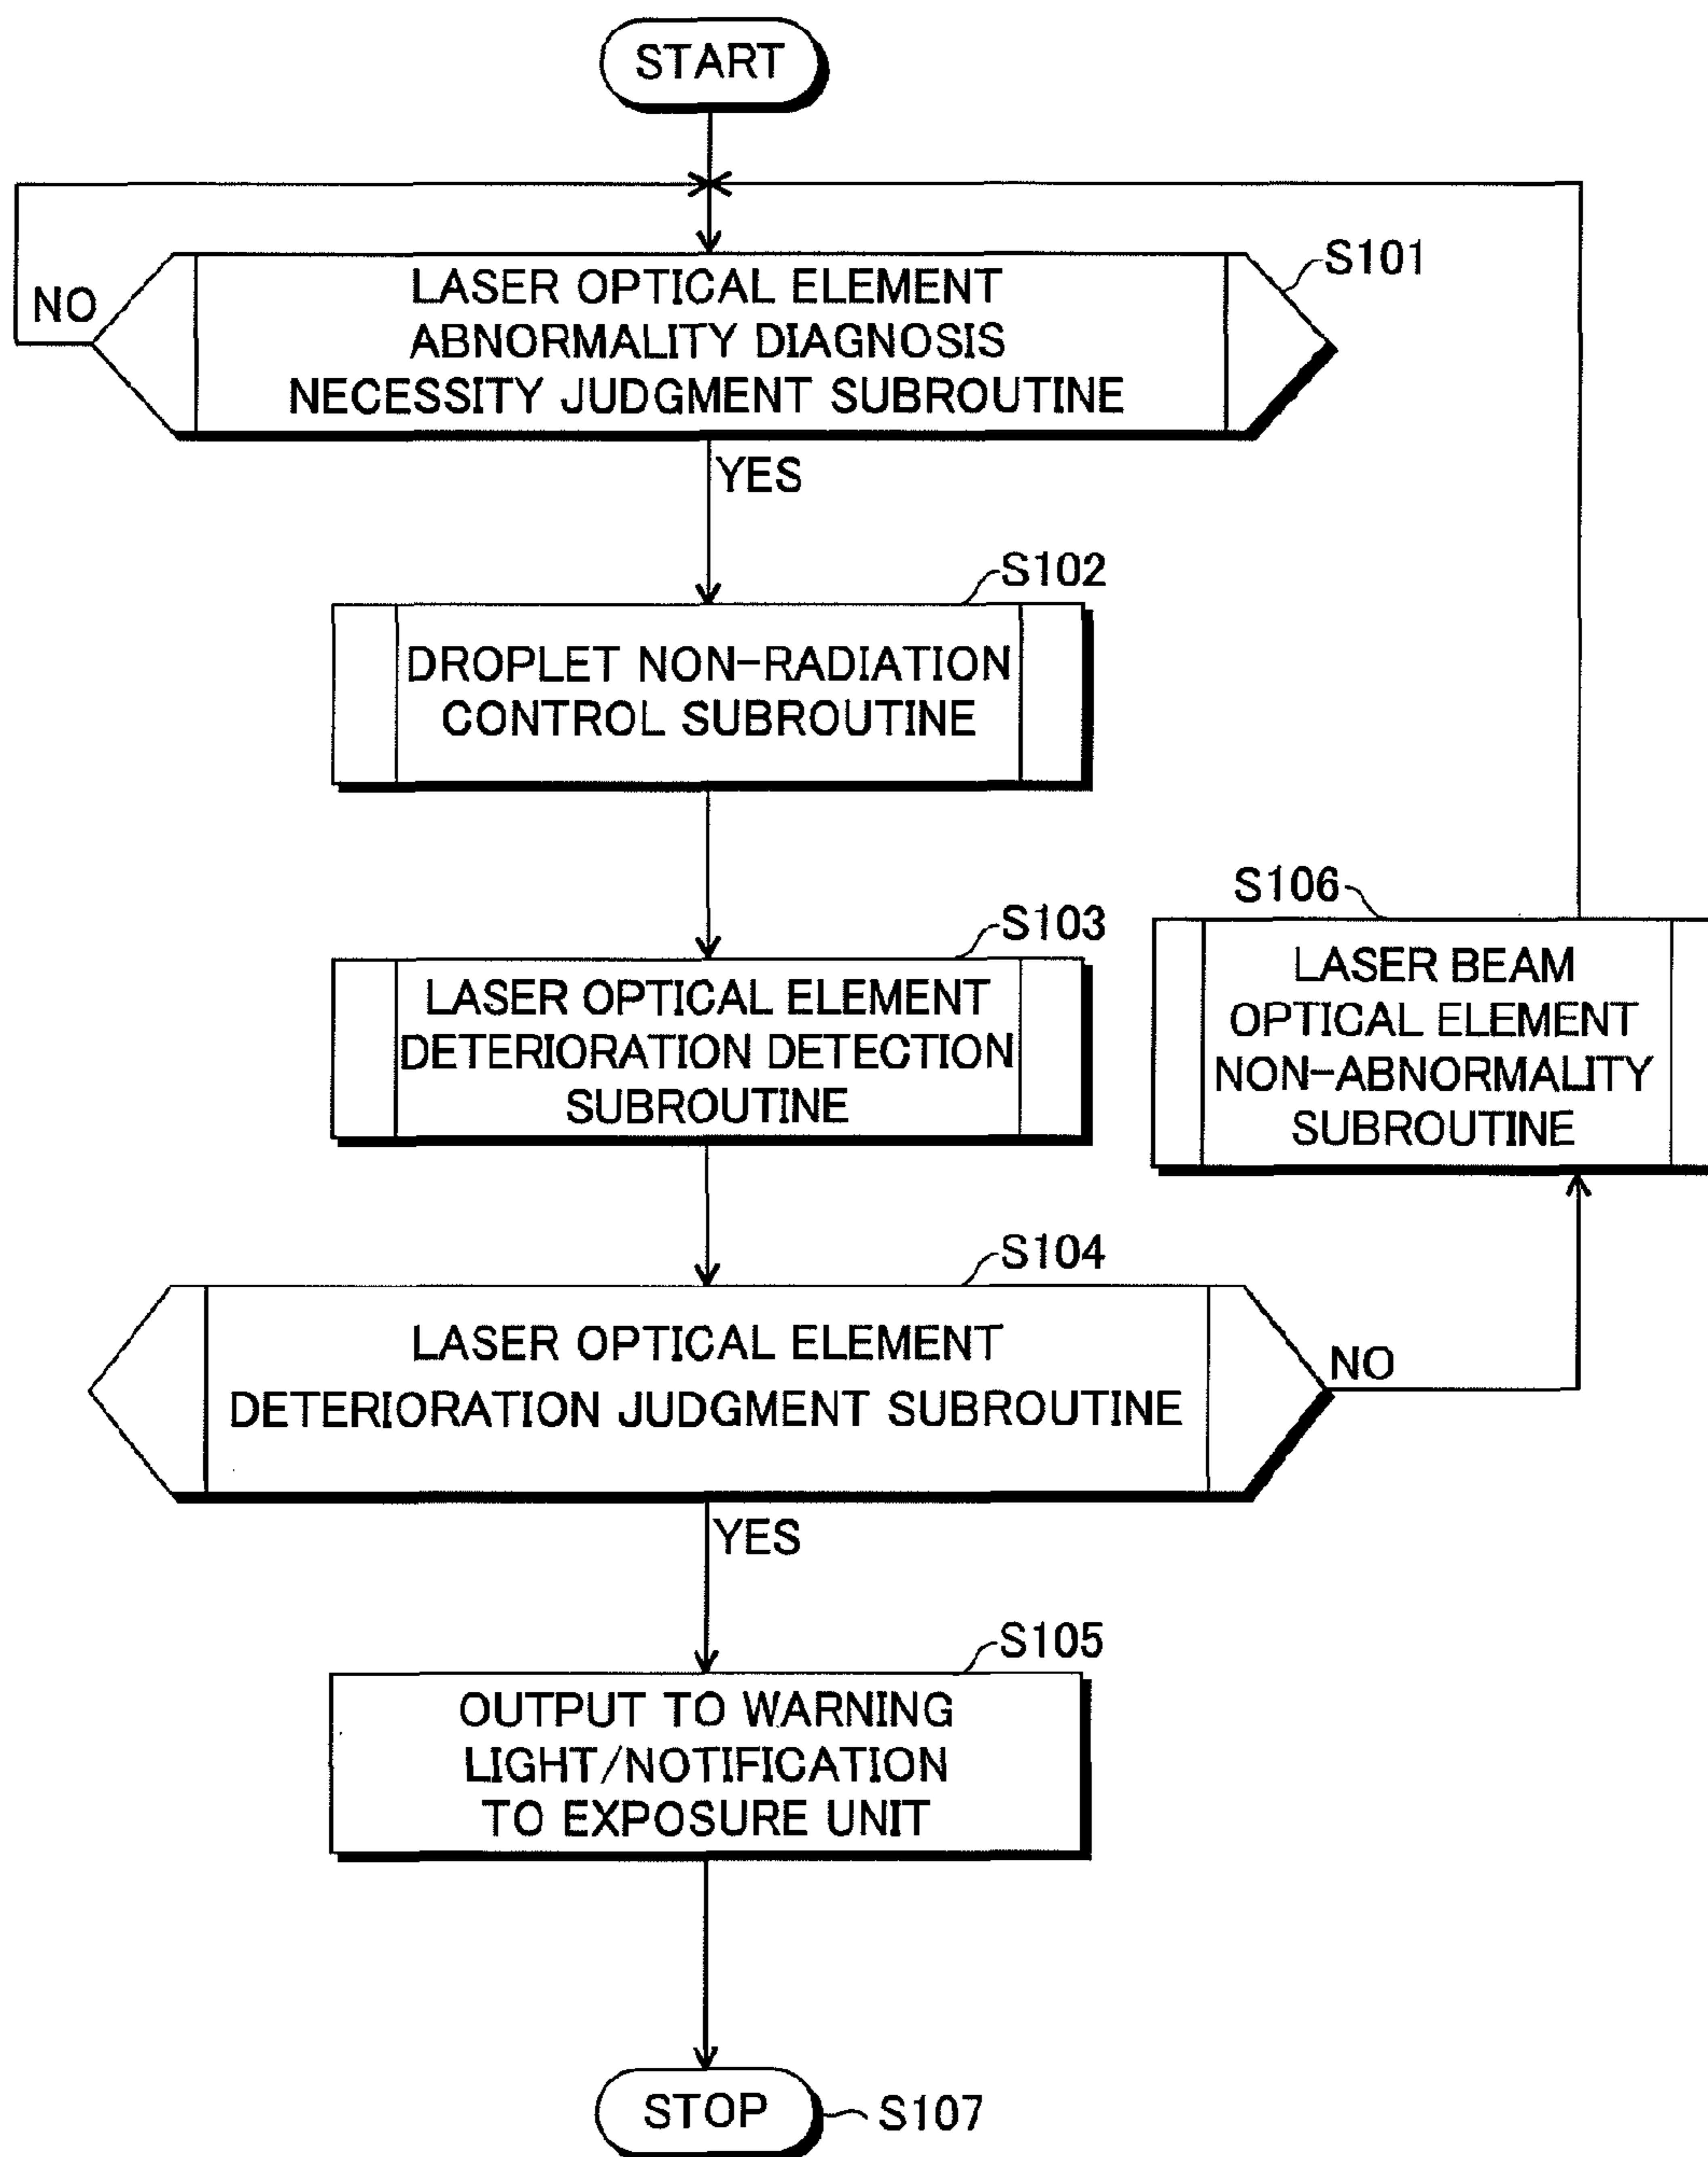 START
S101
NO
LASER OPTICAL ELEMENT
ABNORMALITY DIAGNOSIS
NECESSITY JUDGMENT SUBROUTINE
YES
S102
DROPLET NON-RADIATION
CONTROL SUBROUTINE
S103
LASER OPTICAL ELEMENT
DETERIORATION DETECTION
SUBROUTINE
S106
LASER BEAM
OPTICAL ELEMENT
NON-ABNORMALITY
SUBROUTINE
S104
LASER OPTICAL ELEMENT
DETERIORATION JUDGMENT SUBROUTINE
NO
YES
S105
OUTPUT TO WARNING
LIGHT/NOTIFICATION
TO EXPOSURE UNIT
STOP
S107